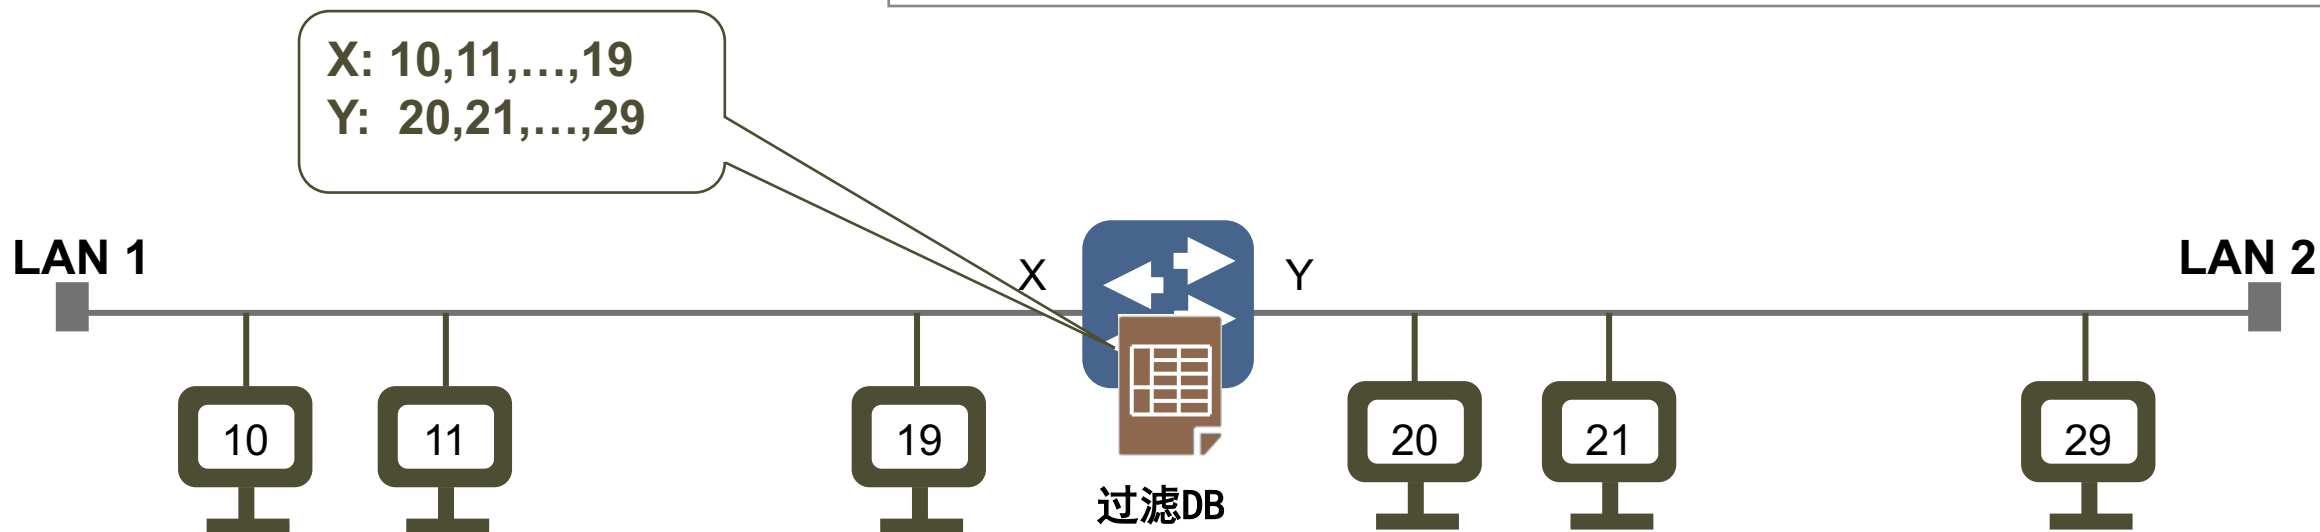 X: 10,11,…,19
Y: 20,21,…,29
LAN 1
X
Y
LAN 2
10
11
19
20
21
29
过滤DB